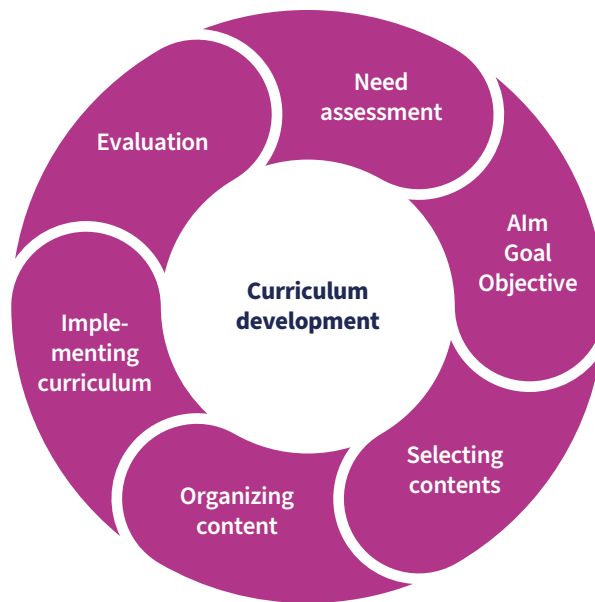 Need
assessment
AIm
Goal
Objective
Selecting
contents
Organizing
content
Imple-
menting
curriculum
Evaluation
Curriculum
development